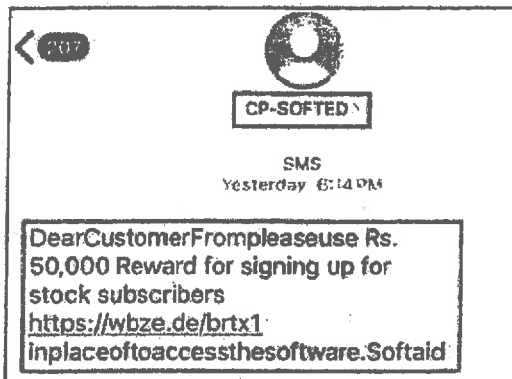 207
CP-SOFTED >
SMS
Yesterday 6:14 PM
DearCustomerFrompleaseuse Rs.
50,000 Reward for signing up for
stock subscribers
https://wbze.de/brtx1
inplaceoftoaccessthesoftware.Softaid